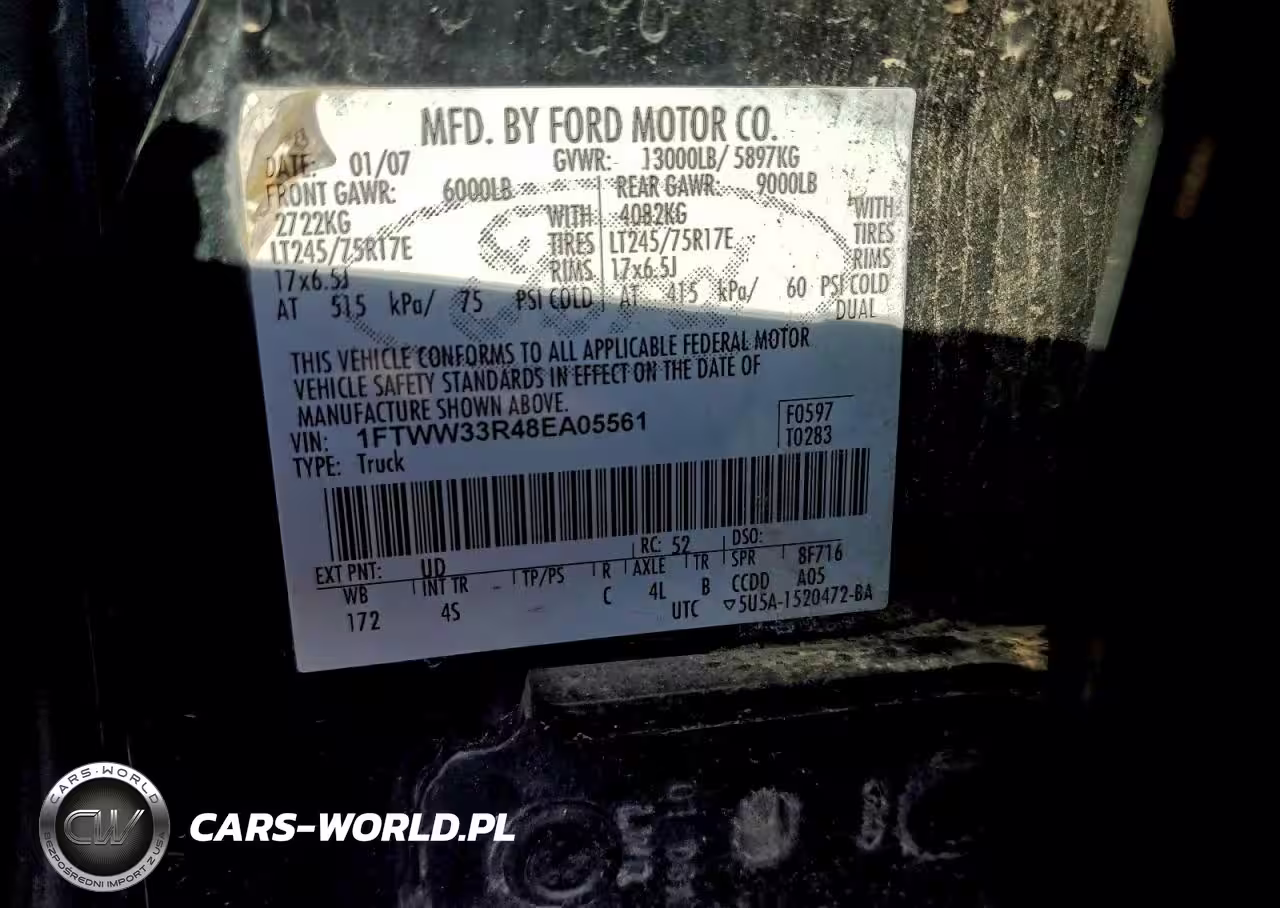 MFD. BY FORD MOTOR CO.
DATE: 01/07 GVWR: 13000LB/ 5897KG
FRONT GAWR: 6000LB REAR GAWR: 9000LB
2722KG WITH 4082KG WITH
LT245/75R17E TIRES LT245/75R17E TIRES
17x6.5J RIMS 17x6.5J RIMS
AT 515 kPa/ 75 PSI COLD AT 415 kPa/ 60 PSI COLD
DUAL
THIS VEHICLE CONFORMS TO ALL APPLICABLE FEDERAL MOTOR
VEHICLE SAFETY STANDARDS IN EFFECT ON THE DATE OF
MANUFACTURE SHOWN ABOVE.
VIN: 1FTWW33R48EA05561
F0597
TYPE: Truck
T0283
EXT PNT: UD RC: 52 DSO:
WB INT TR TP/PS R AXLE TR SPR 8F716
172 4S - C 4L B CCDD A05
UTC ▽5U5A-1520472-BA
CARS-WORLD
CW
BEZPOŚREDNI IMPORT Z USA
CARS-WORLD.PL